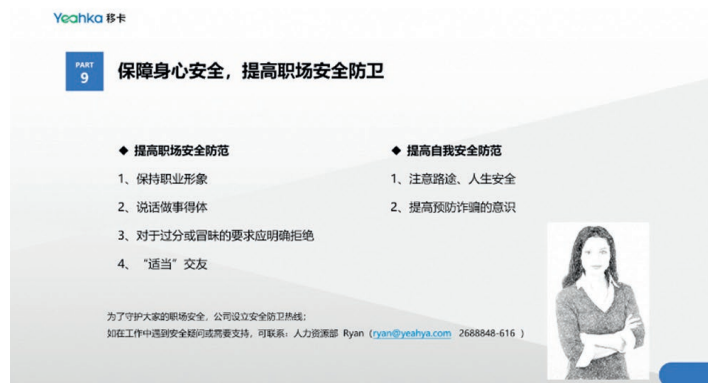 Yeahka 移卡
PART
9
保障身心安全，提高职场安全防卫
◆ 提高职场安全防范
1、保持职业形象
2、说话做事得体
3、对于过分或冒昧的要求应明确拒绝
4、“适当”交友
◆ 提高自我安全防范
1、注意路途、人生安全
2、提高预防诈骗的意识
为了守护大家的职场安全，公司设立安全防卫热线；
如在工作中遇到安全疑问或需要支持，可联系：人力资源部 Ryan（ryan@yeahya.com 2688848-616 ）